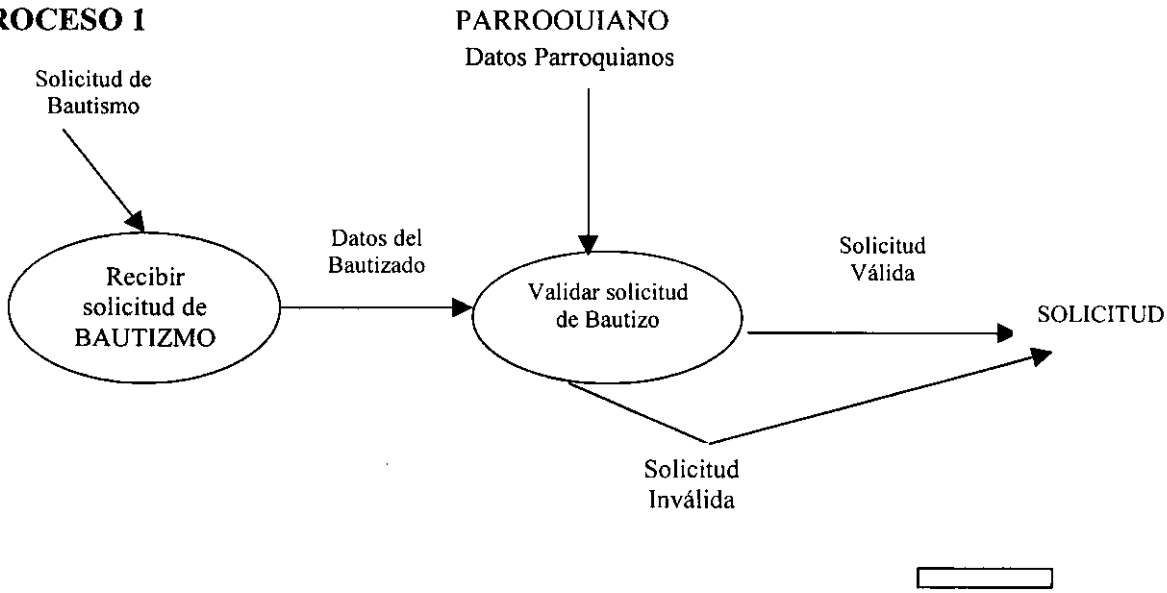 ROCESO 1
PARROOUIANO
Datos Parroquianos
Solicitud de
Bautismo
Recibir
solicitud de
BAUTIZMO
Datos del
Bautizado
Validar solicitud
de Bautizo
Solicitud
Válida
SOLICITUD
Solicitud
Inválida